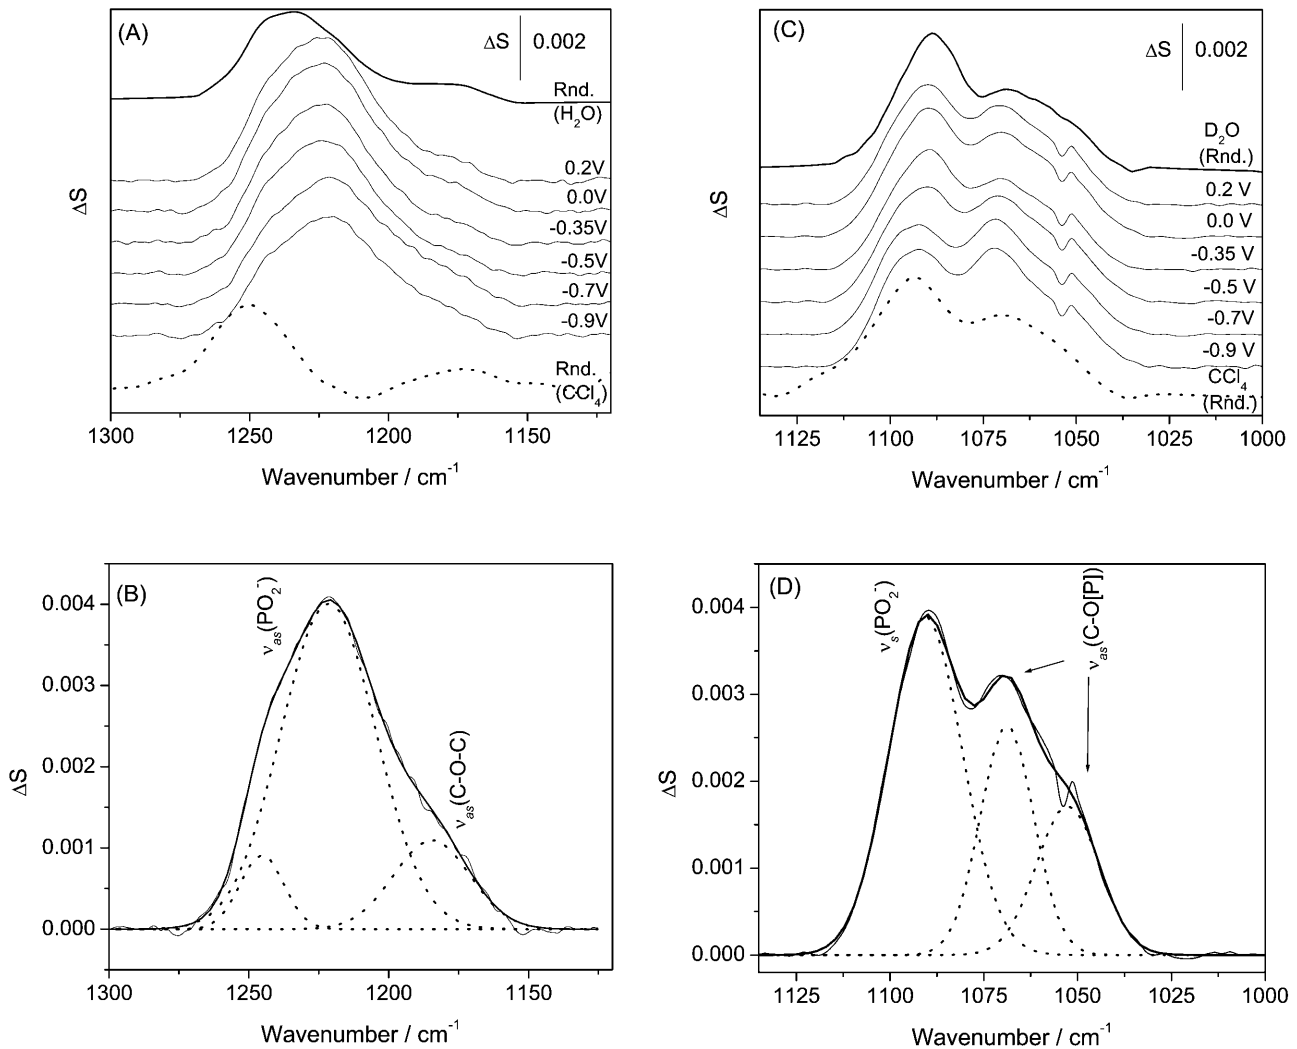 (A)
ΔS 0.002
Rnd.
(H₂O)
0.2V
0.0V
-0.35V
-0.5V
-0.7V
-0.9V
Rnd.
(CCl₄)
ΔS
1300 1250 1200 1150
Wavenumber / cm⁻¹
(C)
ΔS 0.002
D₂O
(Rnd.)
0.2 V
0.0 V
-0.35 V
-0.5 V
-0.7V
-0.9 V
CCl₄
(Rnd.)
ΔS
1125 1100 1075 1050 1025 1000
Wavenumber / cm⁻¹
(B)
νas(PO₂⁻)
νas(C-O-C)
0.004
0.003
0.002
0.001
0.000
ΔS
1300 1250 1200 1150
Wavenumber / cm⁻¹
(D)
νs(PO₂⁻)
νas(C-O[P])
0.004
0.003
0.002
0.001
0.000
ΔS
1125 1100 1075 1050 1025 1000
Wavenumber / cm⁻¹